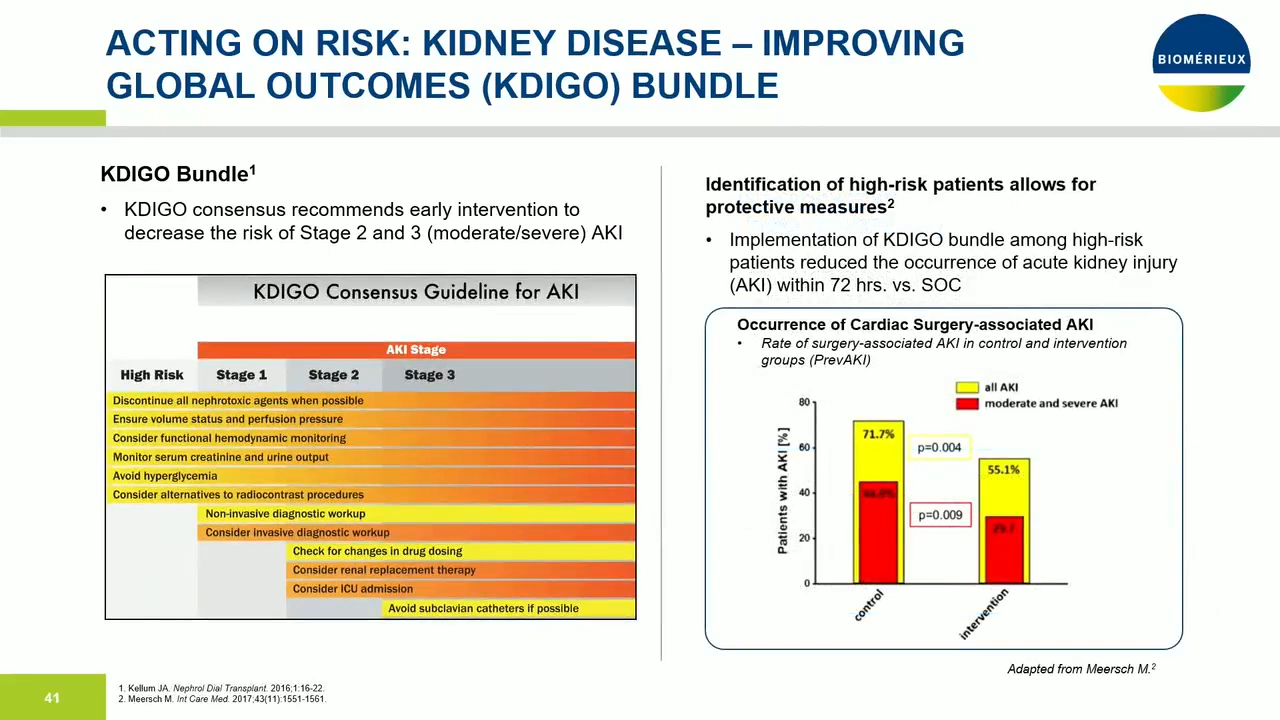 ACTING ON RISK: KIDNEY DISEASE – IMPROVING
GLOBAL OUTCOMES (KDIGO) BUNDLE
BIOMÉRIEUX
KDIGO Bundle1
• KDIGO consensus recommends early intervention to
decrease the risk of Stage 2 and 3 (moderate/severe) AKI
KDIGO Consensus Guideline for AKI
AKI Stage
High Risk Stage 1 Stage 2 Stage 3
Discontinue all nephrotoxic agents when possible
Ensure volume status and perfusion pressure
Consider functional hemodynamic monitoring
Monitor serum creatinine and urine output
Avoid hyperglycemia
Consider alternatives to radiocontrast procedures
Non-invasive diagnostic workup
Consider invasive diagnostic workup
Check for changes in drug dosing
Consider renal replacement therapy
Consider ICU admission
Avoid subclavian catheters if possible
Identification of high-risk patients allows for
protective measures2
• Implementation of KDIGO bundle among high-risk
patients reduced the occurrence of acute kidney injury
(AKI) within 72 hrs. vs. SOC
Occurrence of Cardiac Surgery-associated AKI
• Rate of surgery-associated AKI in control and intervention
groups (PrevAKI)
all AKI
moderate and severe AKI
Patients with AKI [%]
80
60
40
20
0
71.7%
p=0.004
55.1%
p=0.009
29.7
control
intervention
Adapted from Meersch M.2
41
1. Kellum JA. Nephrol Dial Transplant. 2016;1:16-22.
2. Meersch M. Int Care Med. 2017;43(11):1551-1561.